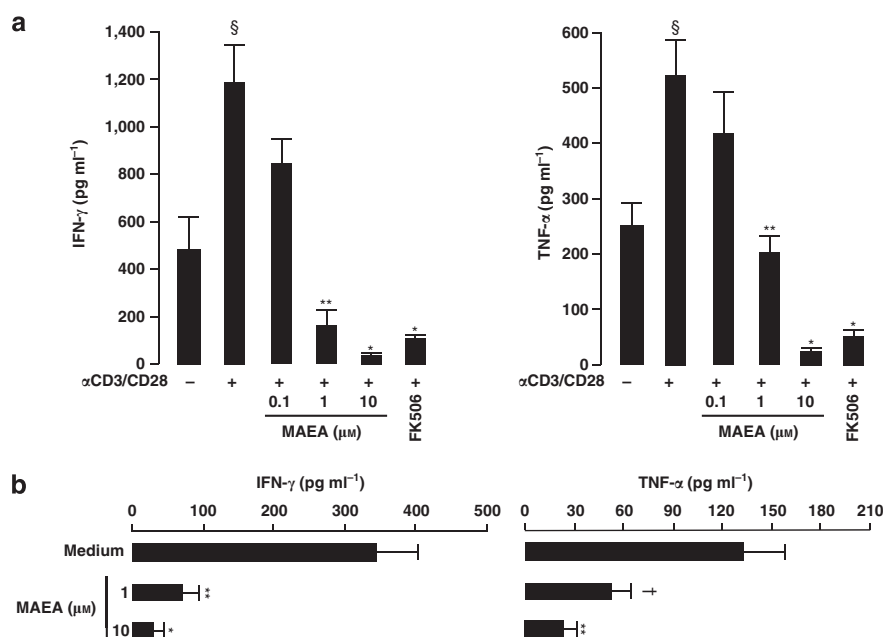 a
1,400
1,200
1,000
800
600
400
200
0
IFN-γ (pg ml⁻¹)
§
**
*
*
αCD3/CD28 – + + + + +
0.1 1 10
MAEA (μM)
FK506
600
500
400
300
200
100
0
TNF-α (pg ml⁻¹)
§
**
*
*
αCD3/CD28 – + + + + +
0.1 1 10
MAEA (μM)
FK506
b
IFN-γ (pg ml⁻¹)
0 100 200 300 400 500
Medium
MAEA (μM)
1 **
10 *
TNF-α (pg ml⁻¹)
0 30 60 90 120 150 180 210
†
**